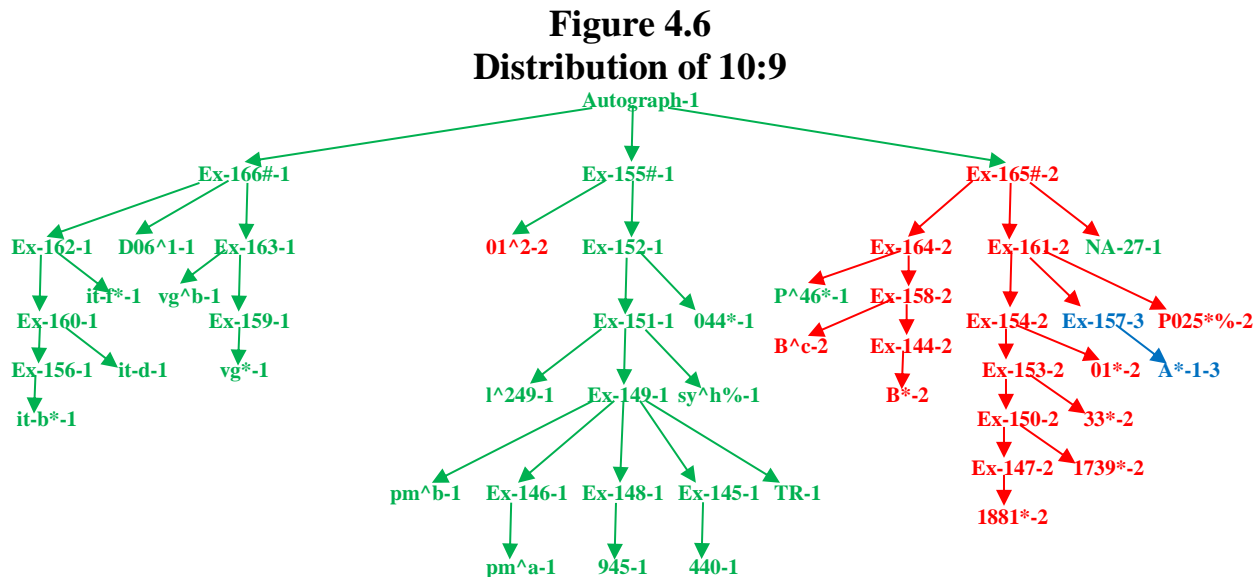 Figure 4.6
Distribution of 10:9
Autograph-1
Ex-166#-1 Ex-155#-1 Ex-165#-2
Ex-162-1 D06^1-1 Ex-163-1 01^2-2 Ex-152-1 Ex-164-2 Ex-161-2 NA-27-1
it-f*-1 vg^b-1 P^46*-1 Ex-158-2
Ex-160-1 Ex-159-1 Ex-151-1 044*-1 Ex-154-2 Ex-157-3 P025*%-2
B^c-2 Ex-144-2
Ex-156-1 it-d-1 vg*-1 Ex-153-2 01*-2 A*-1-3
l^249-1 Ex-149-1 sy^h%-1 B*-2
it-b*-1 Ex-150-2 33*-2
Ex-147-2 1739*-2
pm^b-1 Ex-146-1 Ex-148-1 Ex-145-1 TR-1
1881*-2
pm^a-1 945-1 440-1